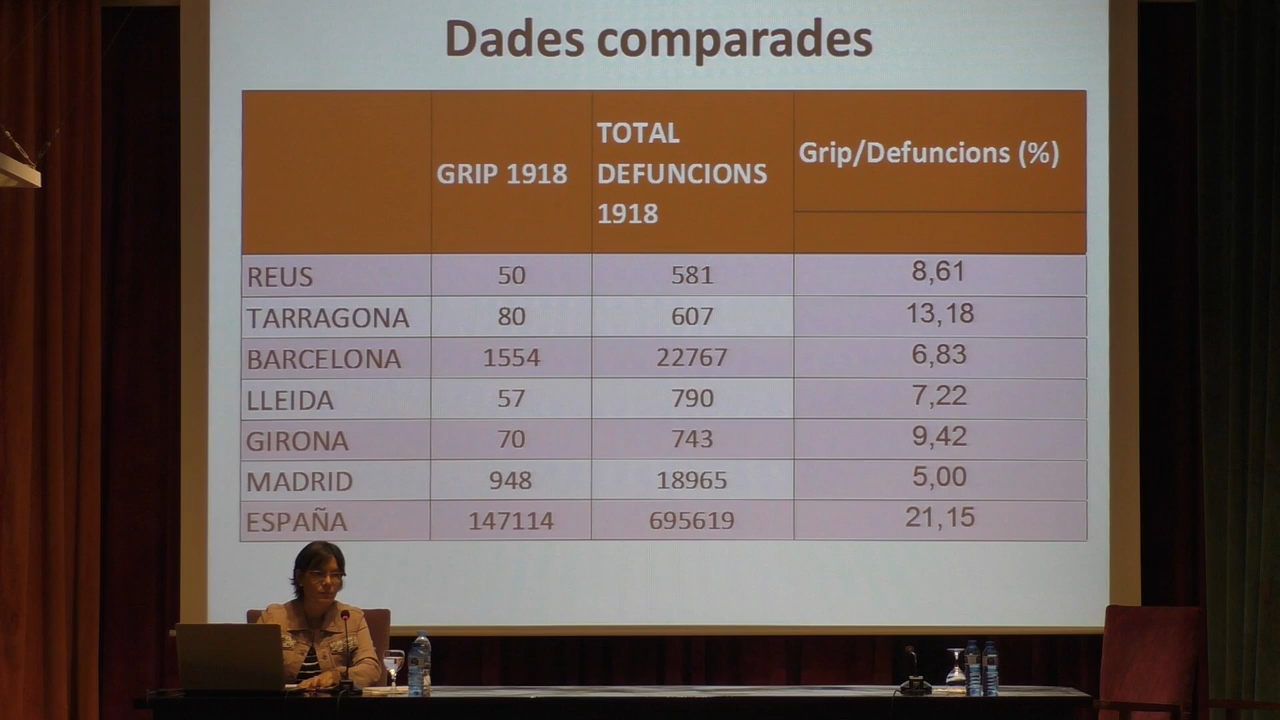 Dades comparades
GRIP 1918 TOTAL DEFUNCIONS 1918 Grip/Defuncions (%)
REUS 50 581 8,61
TARRAGONA 80 607 13,18
BARCELONA 1554 22767 6,83
LLEIDA 57 790 7,22
GIRONA 70 743 9,42
MADRID 948 18965 5,00
ESPAÑA 147114 695619 21,15